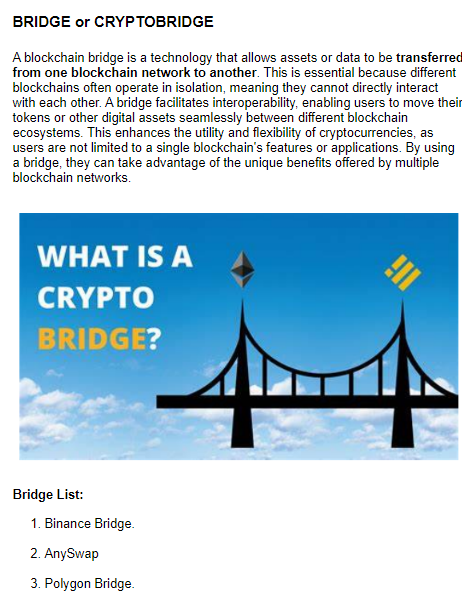 BRIDGE or CRYPTOBRIDGE
A blockchain bridge is a technology that allows assets or data to be transferred
from one blockchain network to another. This is essential because different
blockchains often operate in isolation, meaning they cannot directly interact
with each other. A bridge facilitates interoperability, enabling users to move their
tokens or other digital assets seamlessly between different blockchain
ecosystems. This enhances the utility and flexibility of cryptocurrencies, as
users are not limited to a single blockchain's features or applications. By using
a bridge, they can take advantage of the unique benefits offered by multiple
blockchain networks.
WHAT IS A
CRYPTO
BRIDGE?
Bridge List:
1. Binance Bridge.
2. AnySwap
3. Polygon Bridge.